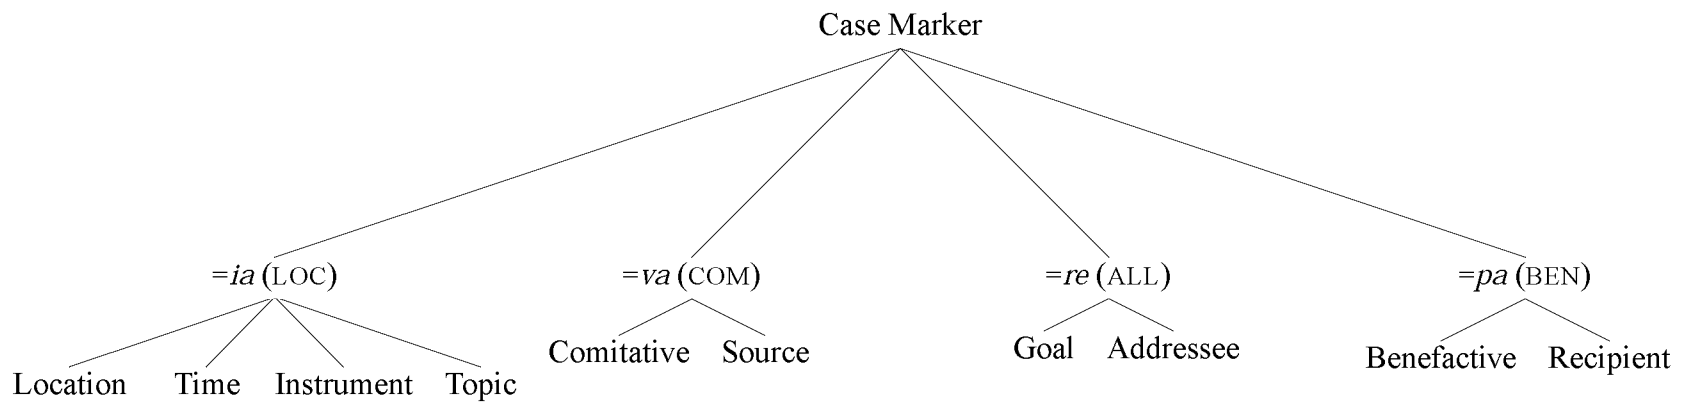 Case Marker
=ia (LOC) =va (COM) =re (ALL) =pa (BEN)
Location Time Instrument Topic Comitative Source Goal Addressee Benefactive Recipient